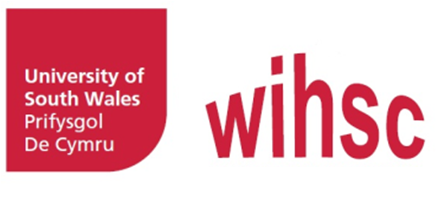 University of
South Wales
Prifysgol
De Cymru
wihsc